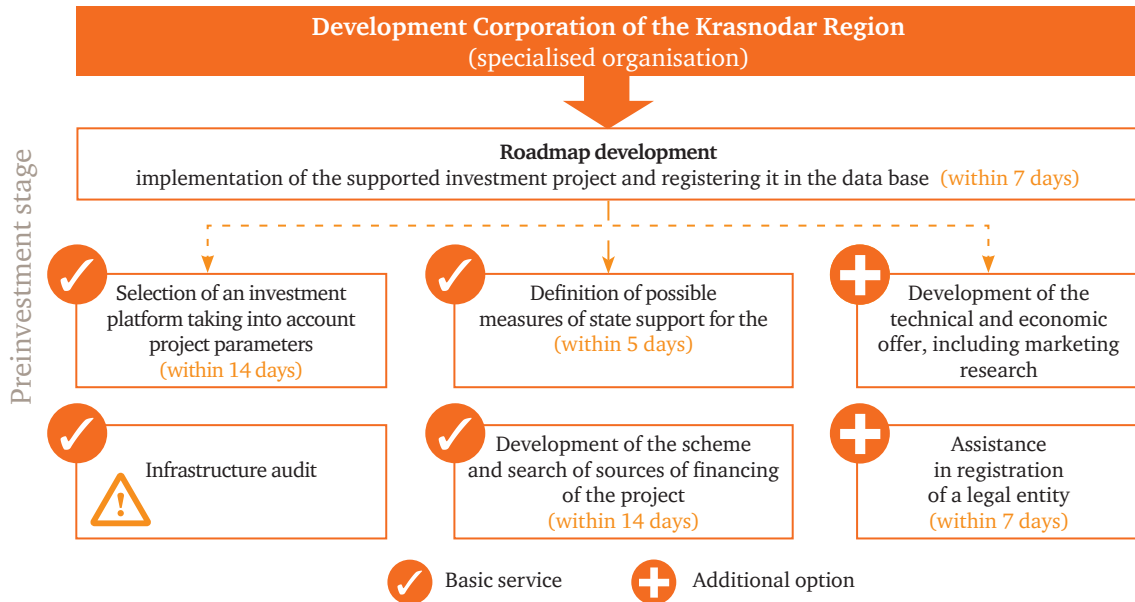 Development Corporation of the Krasnodar Region
(specialised organisation)
Preinvestment stage
Roadmap development
implementation of the supported investment project and registering it in the data base (within 7 days)
Selection of an investment
platform taking into account
project parameters
(within 14 days)
Definition of possible
measures of state support for the
(within 5 days)
Development of the
technical and economic
offer, including marketing
research
Infrastructure audit
Development of the scheme
and search of sources of financing
of the project
(within 14 days)
Assistance
in registration
of a legal entity
(within 7 days)
Basic service
Additional option